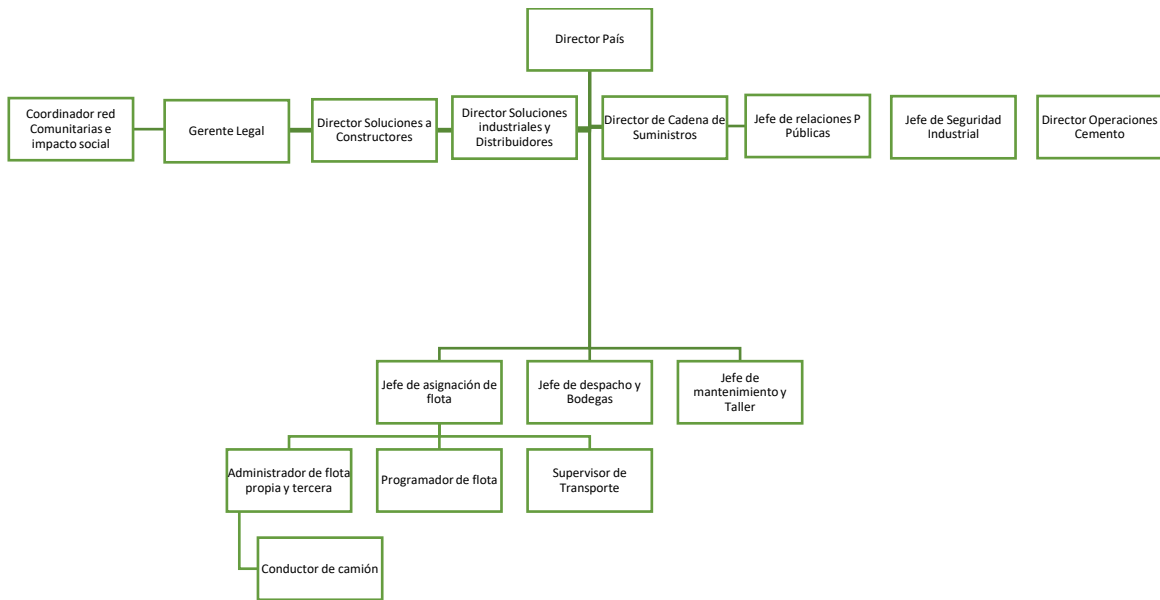 Director País
Coordinador red
Comunitarias e
impacto social
Gerente Legal
Director Soluciones a
Constructores
Director Soluciones
industriales y
Distribuidores
Director de Cadena de
Suministros
Jefe de relaciones P
Públicas
Jefe de Seguridad
Industrial
Director Operaciones
Cemento
Jefe de asignación de
flota
Jefe de despacho y
Bodegas
Jefe de
mantenimiento y
Taller
Administrador de flota
propia y tercera
Programador de flota
Supervisor de
Transporte
Conductor de camión